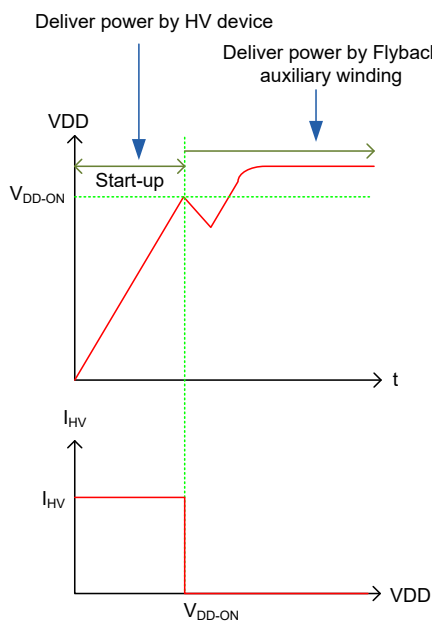 Deliver power by HV device
Deliver power by Flyback
auxiliary winding
VDD
Start-up
VDD-ON
t
IHV
IHV
VDD
VDD-ON